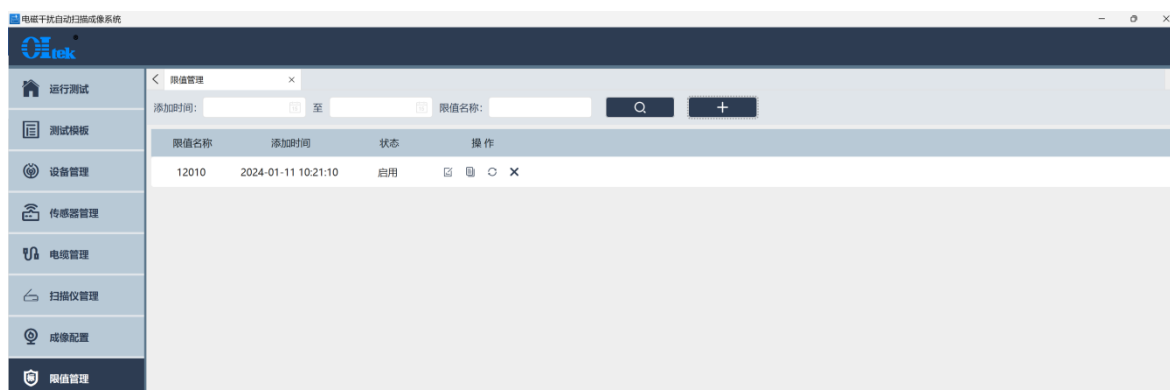 电磁干扰自动扫描成像系统
OItek
运行测试
测试模板
设备管理
传感器管理
电缆管理
扫描仪管理
成像配置
限值管理
限值管理
添加时间: 至 限值名称:
限值名称 添加时间 状态 操作
12010 2024-01-11 10:21:10 启用